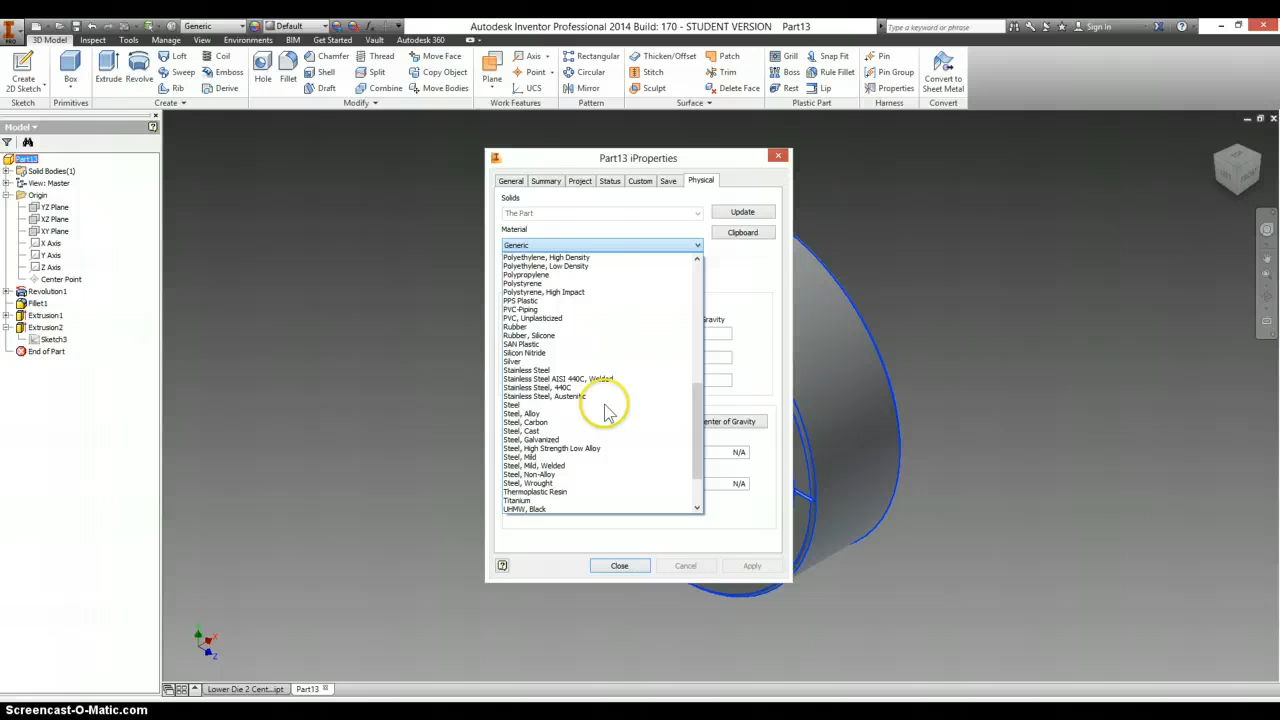 Generic
Default
Autodesk Inventor Professional 2014 Build: 170 - STUDENT VERSION Part13
Type a keyword or phrase
Sign In
PRO
3D Model
Inspect
Tools
Manage
View
Environments
BIM
Get Started
Vault
Autodesk 360
Create
2D Sketch
Box
Extrude
Revolve
Loft
Sweep
Rib
Coil
Emboss
Derive
Hole
Fillet
Chamfer
Shell
Draft
Thread
Split
Combine
Move Face
Copy Object
Move Bodies
Plane
Axis
Point
UCS
Rectangular
Circular
Mirror
Thicken/Offset
Stitch
Sculpt
Patch
Trim
Delete Face
Grill
Boss
Rest
Snap Fit
Rule Fillet
Lip
Pin
Pin Group
Properties
Convert to
Sheet Metal
Sketch
Primitives
Create
Modify
Work Features
Pattern
Surface
Plastic Part
Harness
Convert
Model
Part13
Solid Bodies(1)
View: Master
Origin
YZ Plane
XZ Plane
XY Plane
X Axis
Y Axis
Z Axis
Center Point
Revolution1
Fillet1
Extrusion1
Extrusion2
Sketch3
End of Part
Part13 iProperties
General
Summary
Project
Status
Custom
Save
Physical
Solids
The Part
Update
Material
Clipboard
Generic
Polyethylene, High Density
Polyethylene, Low Density
Polypropylene
Polystyrene
Polystyrene, High Impact
PPS Plastic
PVC-Piping
PVC, Unplasticized
Rubber
Rubber, Silicone
SAN Plastic
Silicon Nitride
Silver
Stainless Steel
Stainless Steel AISI 440C, Welded
Stainless Steel, 440C
Stainless Steel, Austenitic
Steel
Steel, Alloy
Steel, Carbon
Steel, Cast
Steel, Galvanized
Steel, High Strength Low Alloy
Steel, Mild
Steel, Mild, Welded
Steel, Non-Alloy
Steel, Wrought
Thermoplastic Resin
Titanium
UHMW, Black
Gravity
enter of Gravity
N/A
N/A
Close
Cancel
Apply
Y
X
Z
Lower Die 2 Cent...ipt
Part13
Screencast-O-Matic.com